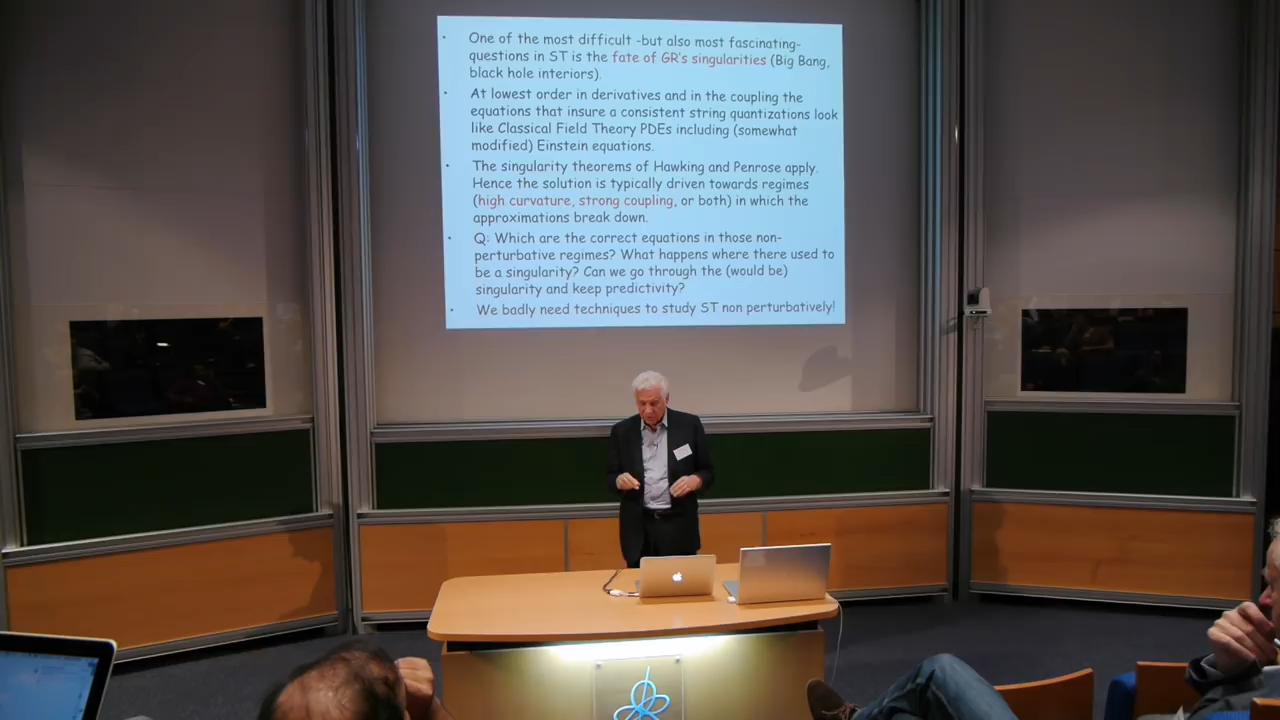 • One of the most difficult -but also most fascinating-
questions in ST is the fate of GR's singularities (Big Bang,
black hole interiors).
• At lowest order in derivatives and in the coupling the
equations that insure a consistent string quantizations look
like Classical Field Theory PDEs including (somewhat
modified) Einstein equations.
• The singularity theorems of Hawking and Penrose apply.
Hence the solution is typically driven towards regimes
(high curvature, strong coupling, or both) in which the
approximations break down.
• Q: Which are the correct equations in those non-
perturbative regimes? What happens where there used to
be a singularity? Can we go through the (would be)
singularity and keep predictivity?
• We badly need techniques to study ST non perturbatively!